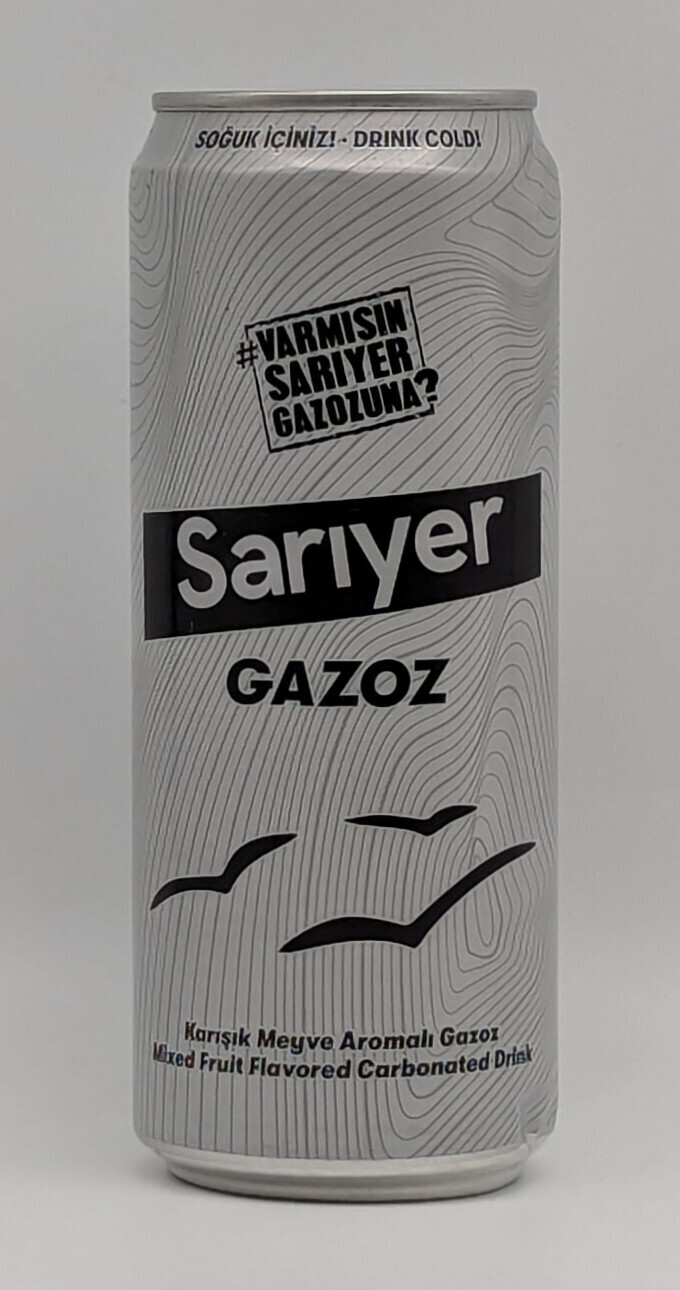 SOĞUK İÇİNİZ! · DRINK COLD!
#VARMISIN
SARIYER
GAZOZUNA?
Sarıyer
GAZOZ
Karışık Meyve Aromalı Gazoz
Mixed Fruit Flavored Carbonated Drink